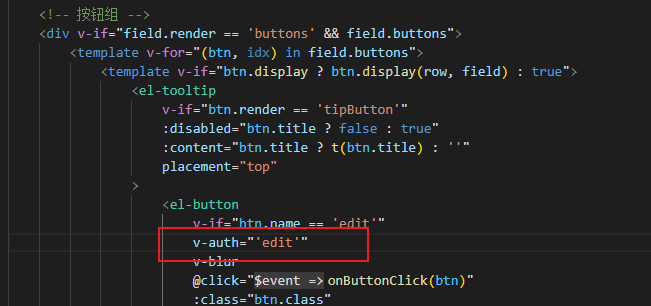 <!-- 按钮组 -->
<div v-if="field.render == 'buttons' && field.buttons">
<template v-for="(btn, idx) in field.buttons">
<template v-if="btn.display ? btn.display(row, field) : true">
<el-tooltip
v-if="btn.render == 'tipButton'"
:disabled="btn.title ? false : true"
:content="btn.title ? t(btn.title) : ''"
placement="top"
>
<el-button
v-if="btn.name == 'edit'"
v-auth="'edit'"
v-blur
@click="$event => onButtonClick(btn)"
:class="btn.class"